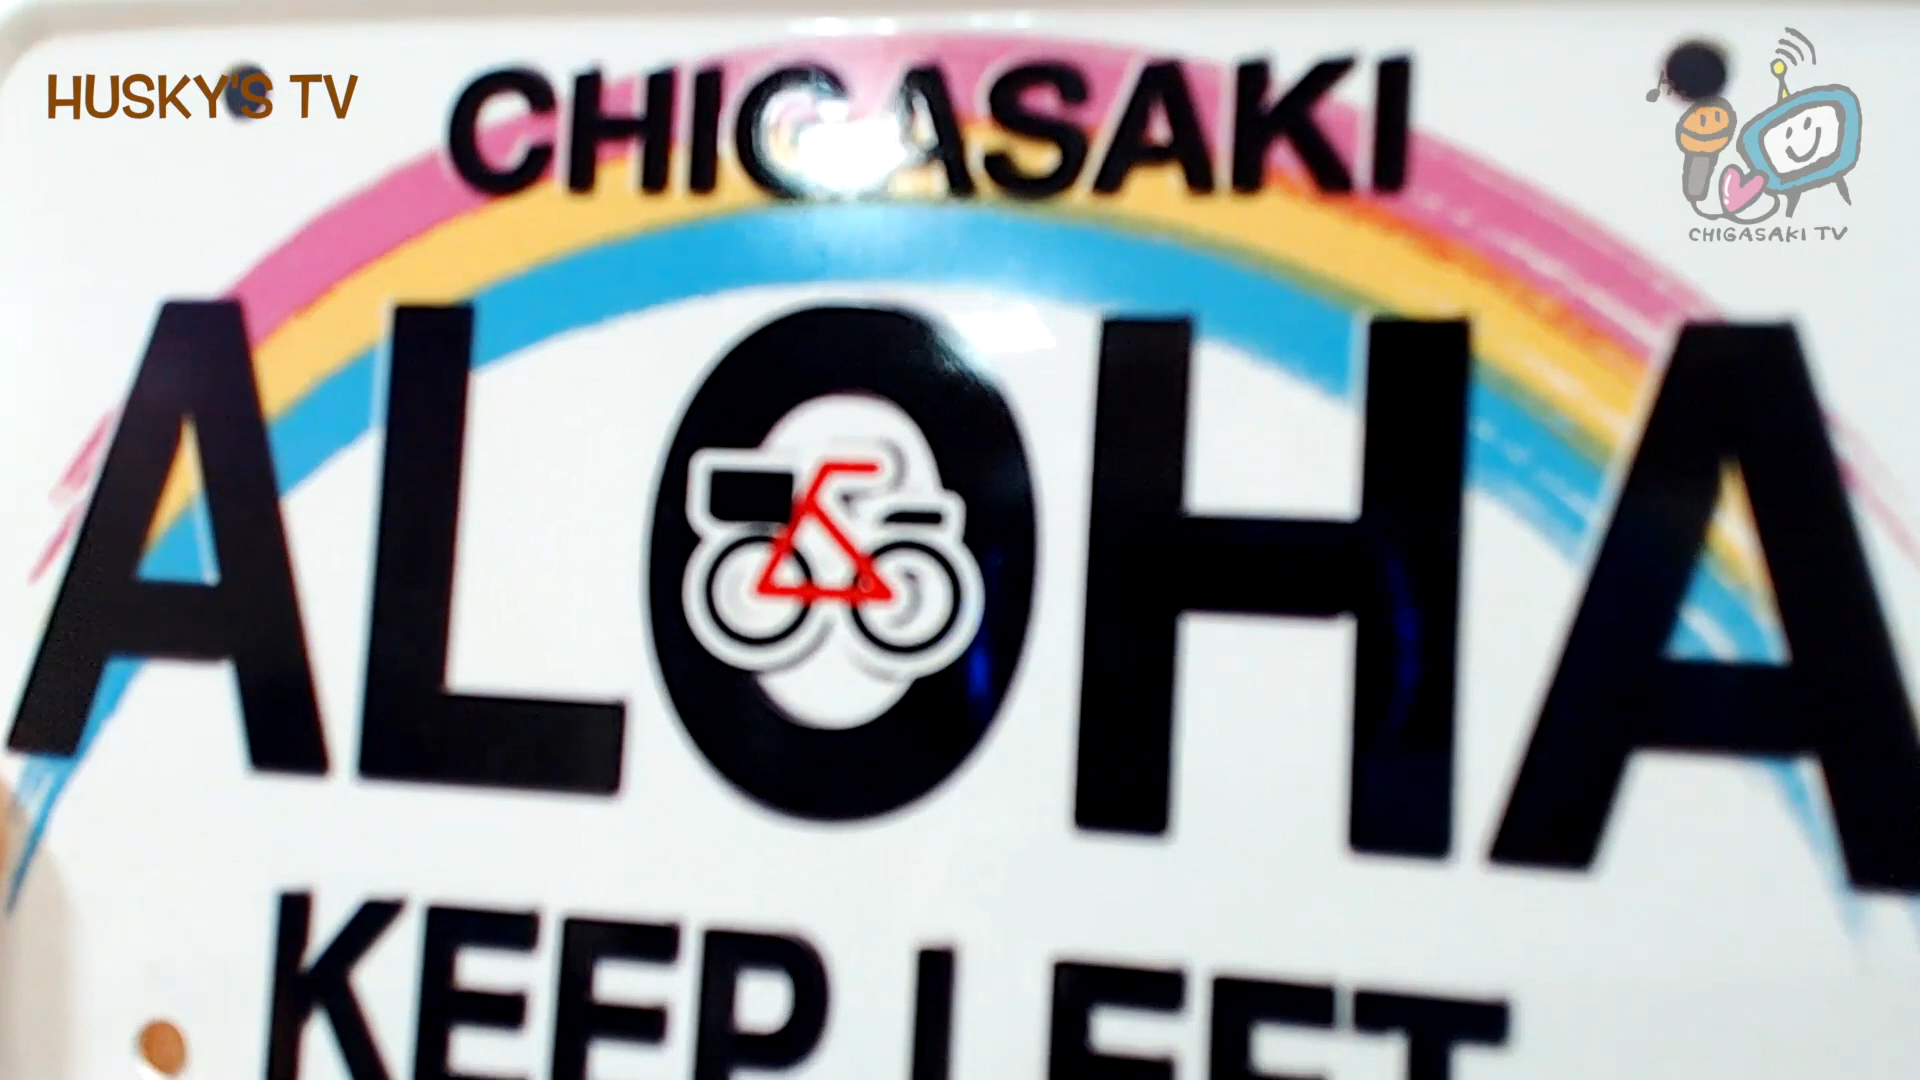 HUSKY'S TV
CHIGASAKI
CHIGASAKI TV
ALOHA
KEEP LEFT